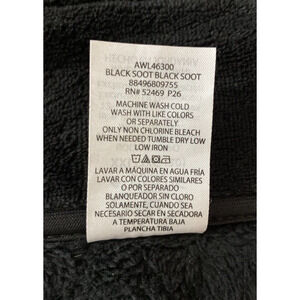 AWL46300
BLACK SOOT BLACK SOOT
88496809755
RN# 52469 P26
MACHINE WASH COLD
WASH WITH LIKE COLORS
OR SEPARATELY
ONLY NON CHLORINE BLEACH
WHEN NEEDED TUMBLE DRY LOW
LOW IRON
LAVAR A MÁQUINA EN AGUA FRÍA
LAVAR CON COLORES SIMILARES
O POR SEPARADO
BLANQUEADOR SIN CLORO
SOLAMENTE, CUANDO SEA
NECESARIO SECAR EN SECADORA
A TEMPERATURA BAJA
PLANCHA TIBIA